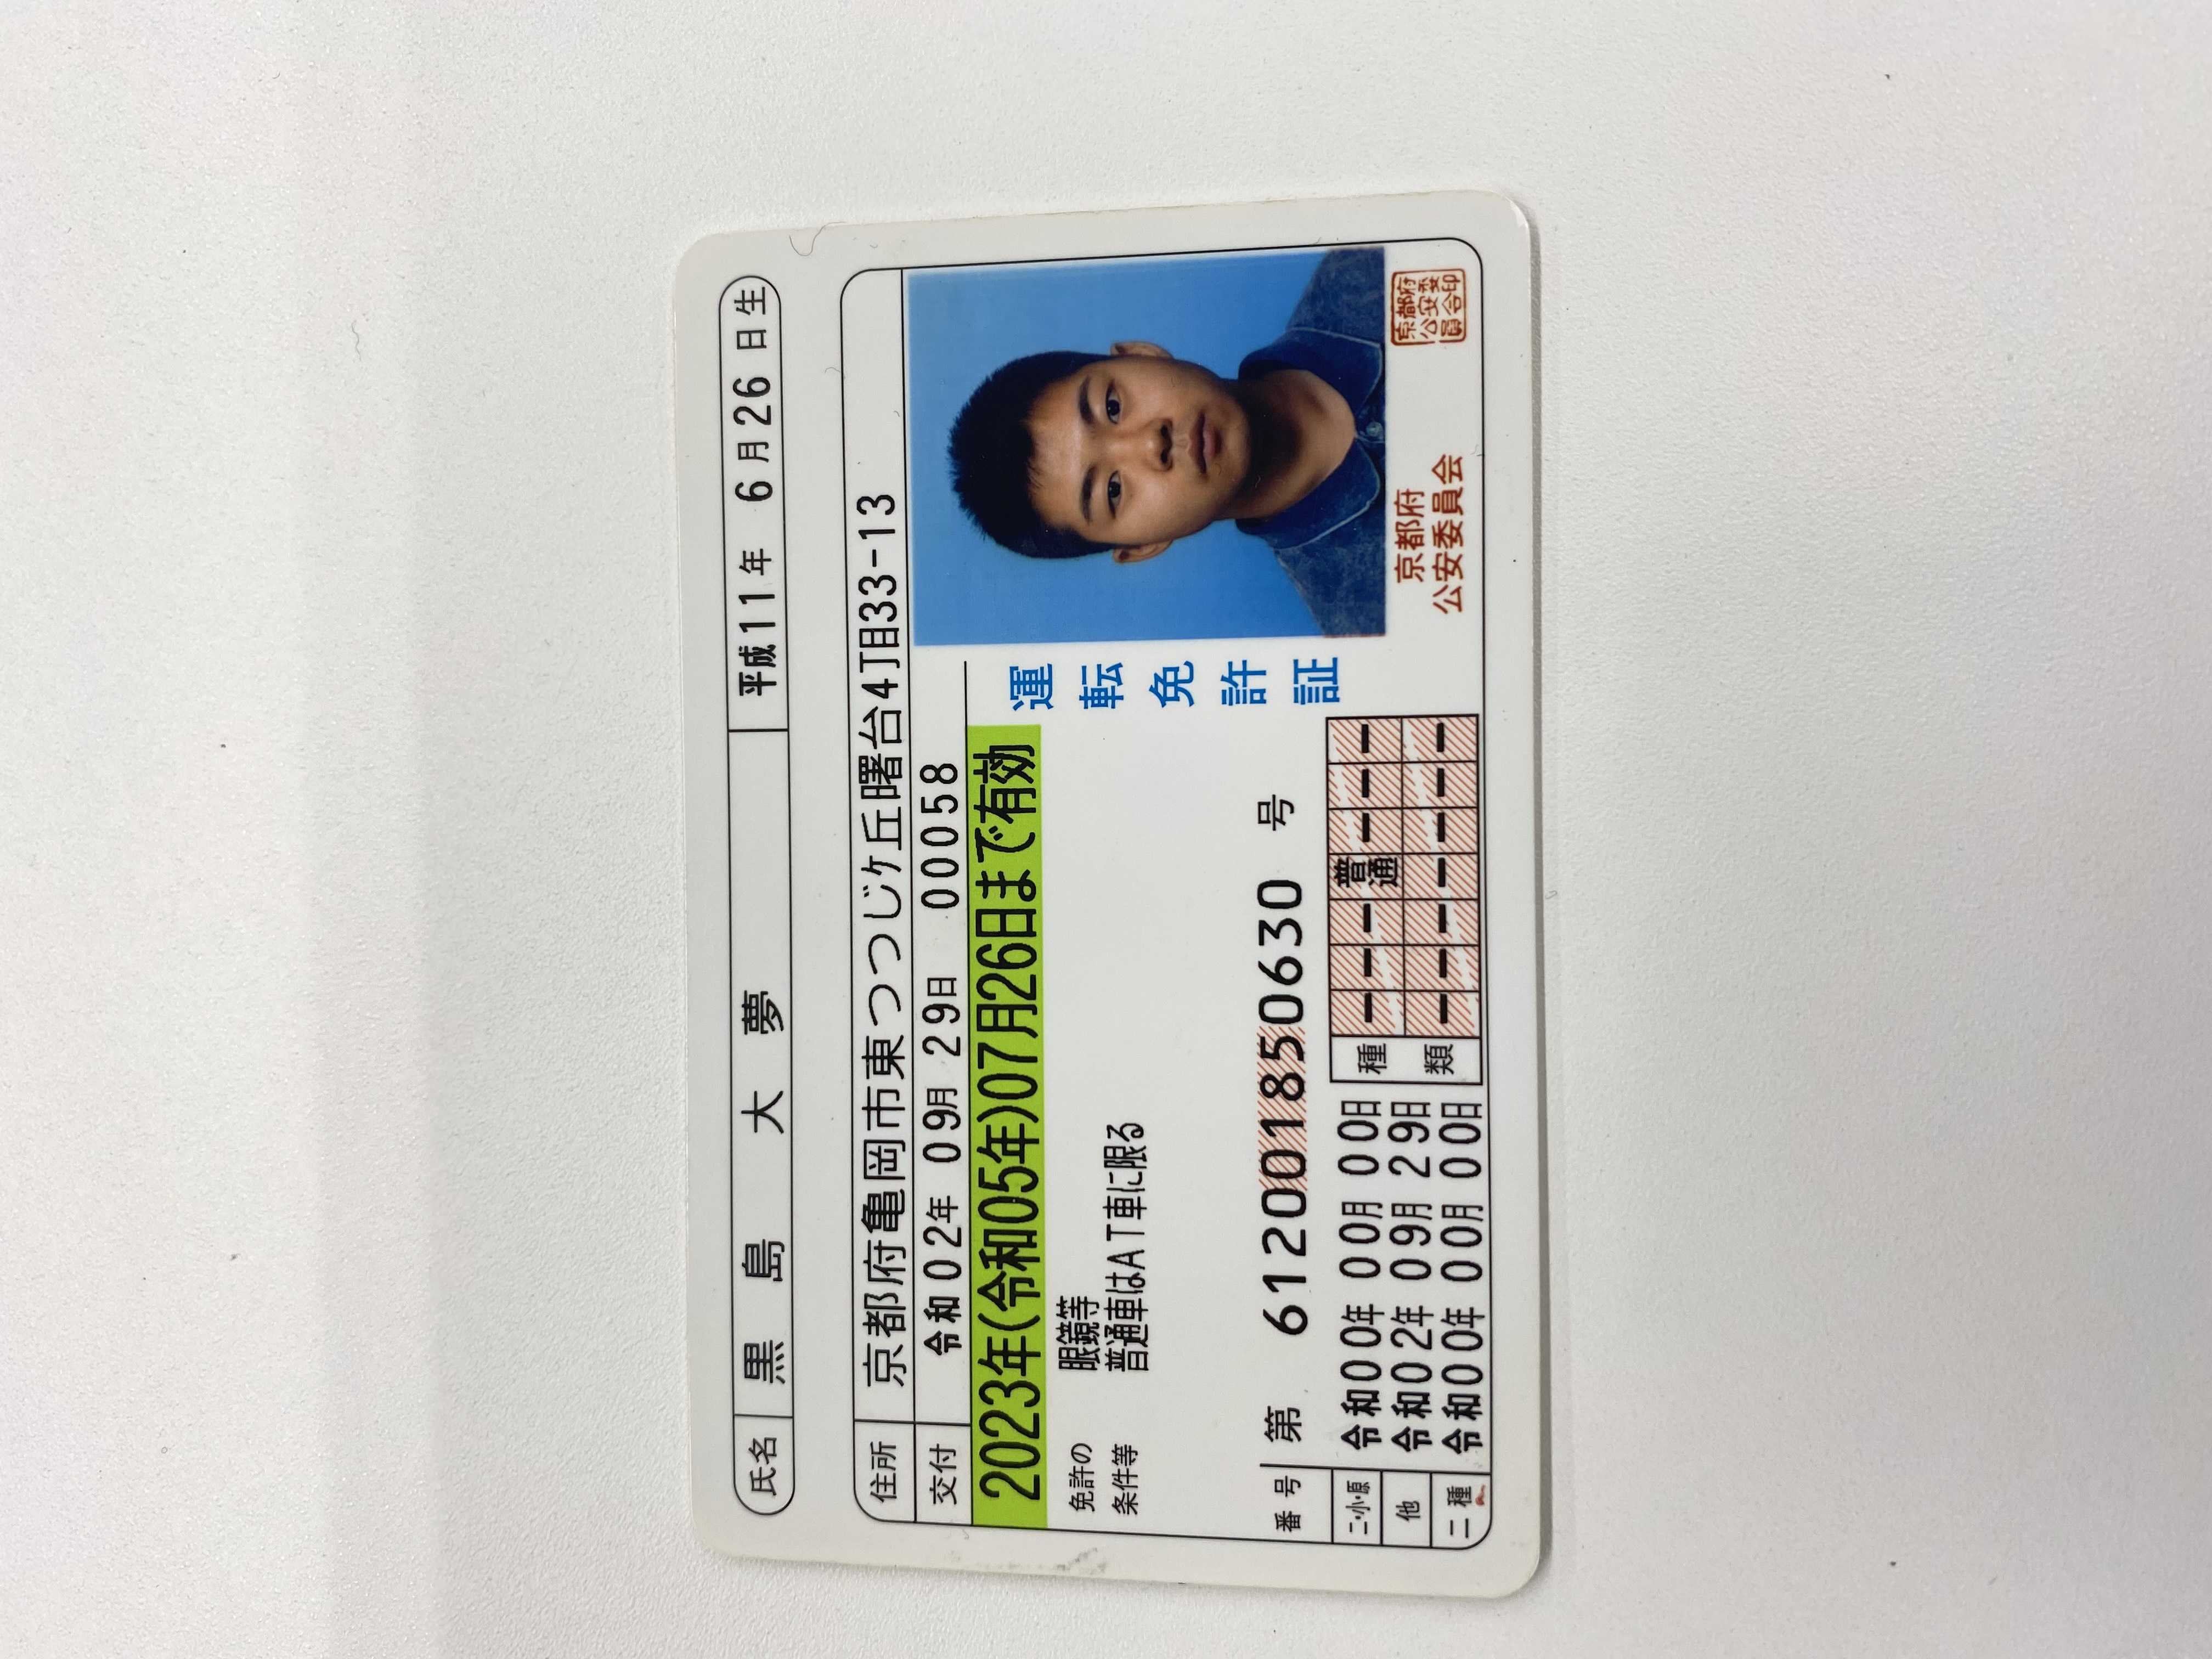 氏名 黒島 大夢 平成11年 6月26日生
住所 京都府亀岡市東つつじケ丘曙台4丁目33-13
交付 令和02年 09月 29日 00058
2023年(令和05年)07月26日まで有効
免許の 眼鏡等
条件等 普通車はAT車に限る
運転免許証
番号 第 612001850630 号
二・小・原 令和00年 00月 00日
他 令和02年 09月 29日
二種 令和00年 00月 00日
種類 普通
京都府
公安委員会
京都府
公安委
員会印